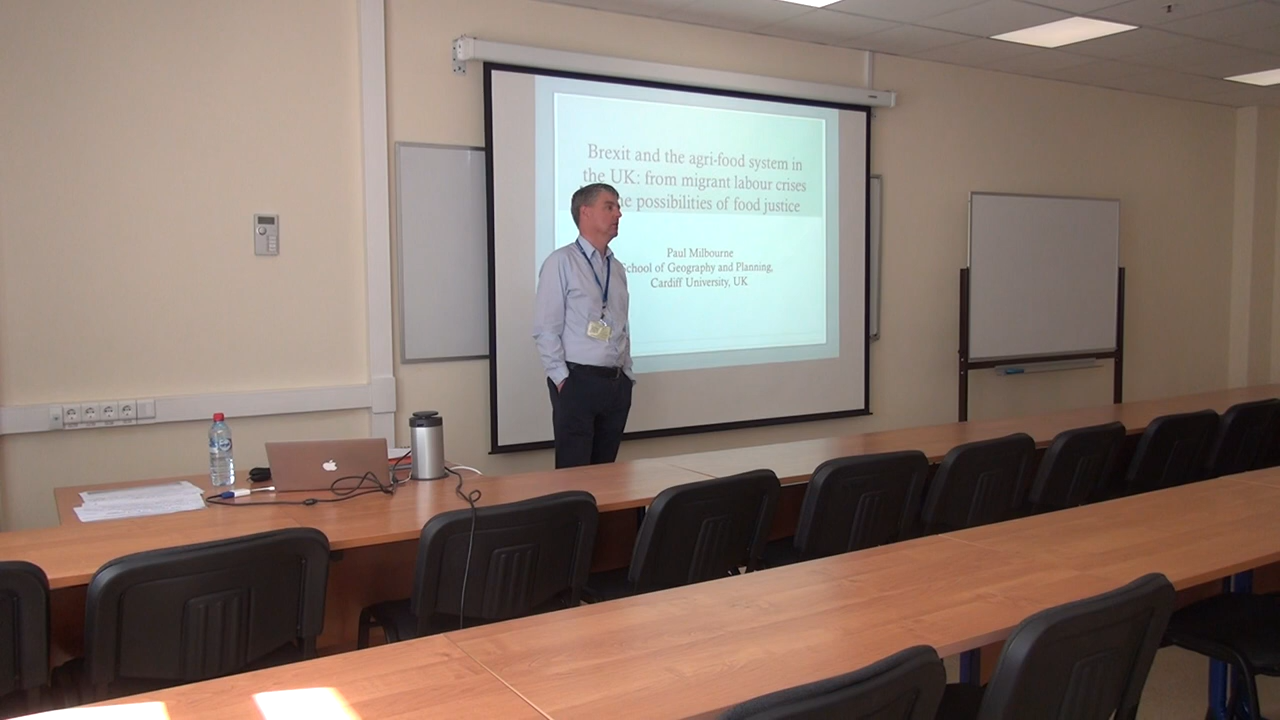 Brexit and the agri-food system in
the UK: from migrant labour crises
possibilities of food justice
Paul Milbourne
School of Geography and Planning,
Cardiff University, UK